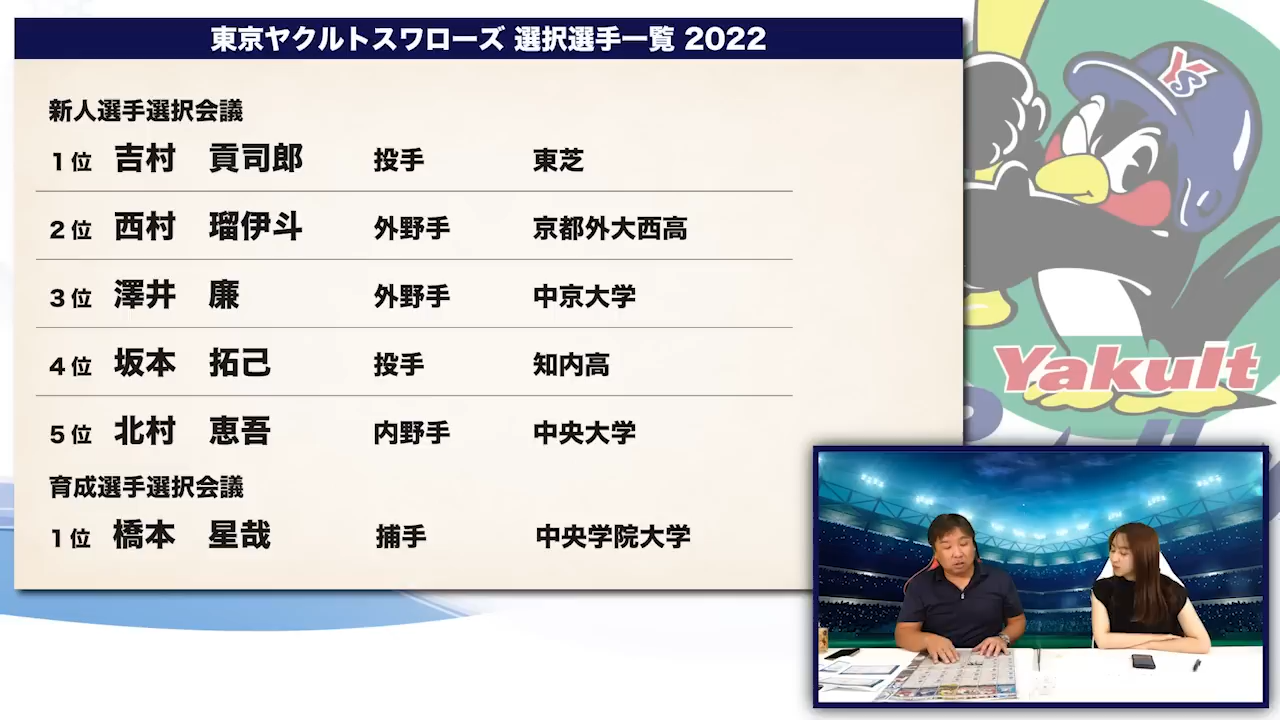 東京ヤクルトスワローズ 選択選手一覧 2022
新人選手選択会議
1位 吉村 貢司郎 投手 東芝
2位 西村 瑠伊斗 外野手 京都外大西高
3位 澤井 廉 外野手 中京大学
4位 坂本 拓己 投手 知内高
5位 北村 恵吾 内野手 中央大学
育成選手選択会議
1位 橋本 星哉 捕手 中央学院大学
YS
Yakult